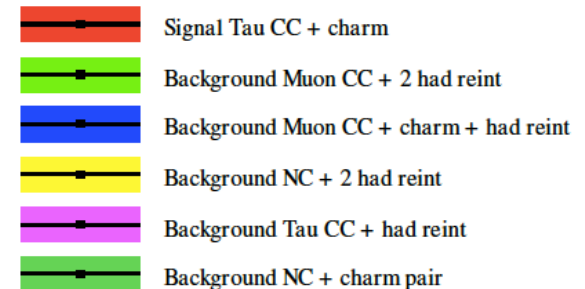 Signal Tau CC + charm
Background Muon CC + 2 had reint
Background Muon CC + charm + had reint
Background NC + 2 had reint
Background Tau CC + had reint
Background NC + charm pair